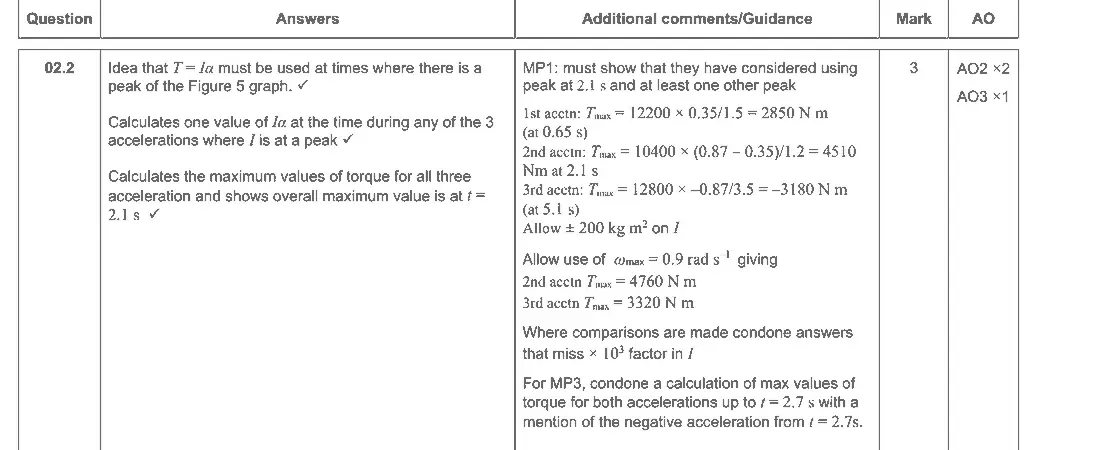 Question Answers Additional comments/Guidance Mark AO
02.2
Idea that T = Iα must be used at times where there is a
peak of the Figure 5 graph. ✓
Calculates one value of Iα at the time during any of the 3
accelerations where I is at a peak ✓
Calculates the maximum values of torque for all three
acceleration and shows overall maximum value is at t =
2.1 s ✓
MP1: must show that they have considered using
peak at 2.1 s and at least one other peak
1st acctn: Tmax = 12200 × 0.35/1.5 = 2850 N m
(at 0.65 s)
2nd acctn: Tmax = 10400 × (0.87 – 0.35)/1.2 = 4510
Nm at 2.1 s
3rd acctn: Tmax = 12800 × –0.87/3.5 = –3180 N m
(at 5.1 s)
Allow ± 200 kg m² on I
Allow use of ωmax = 0.9 rad s⁻¹ giving
2nd acctn Tmax = 4760 N m
3rd acctn Tmax = 3320 N m
Where comparisons are made condone answers
that miss × 10³ factor in I
For MP3, condone a calculation of max values of
torque for both accelerations up to t = 2.7 s with a
mention of the negative acceleration from t = 2.7s.
3
AO2 ×2
AO3 ×1